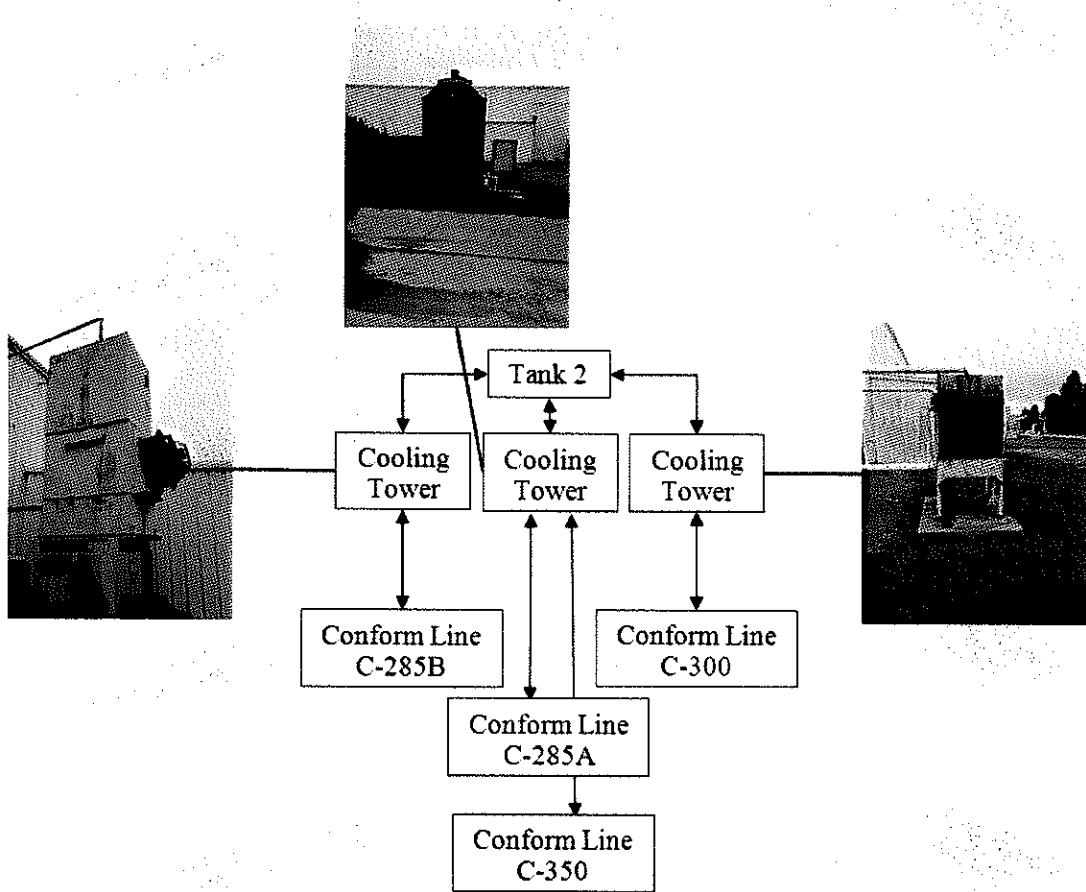 Tank 2
Cooling
Tower
Cooling
Tower
Cooling
Tower
Conform Line
C-285B
Conform Line
C-300
Conform Line
C-285A
Conform Line
C-350